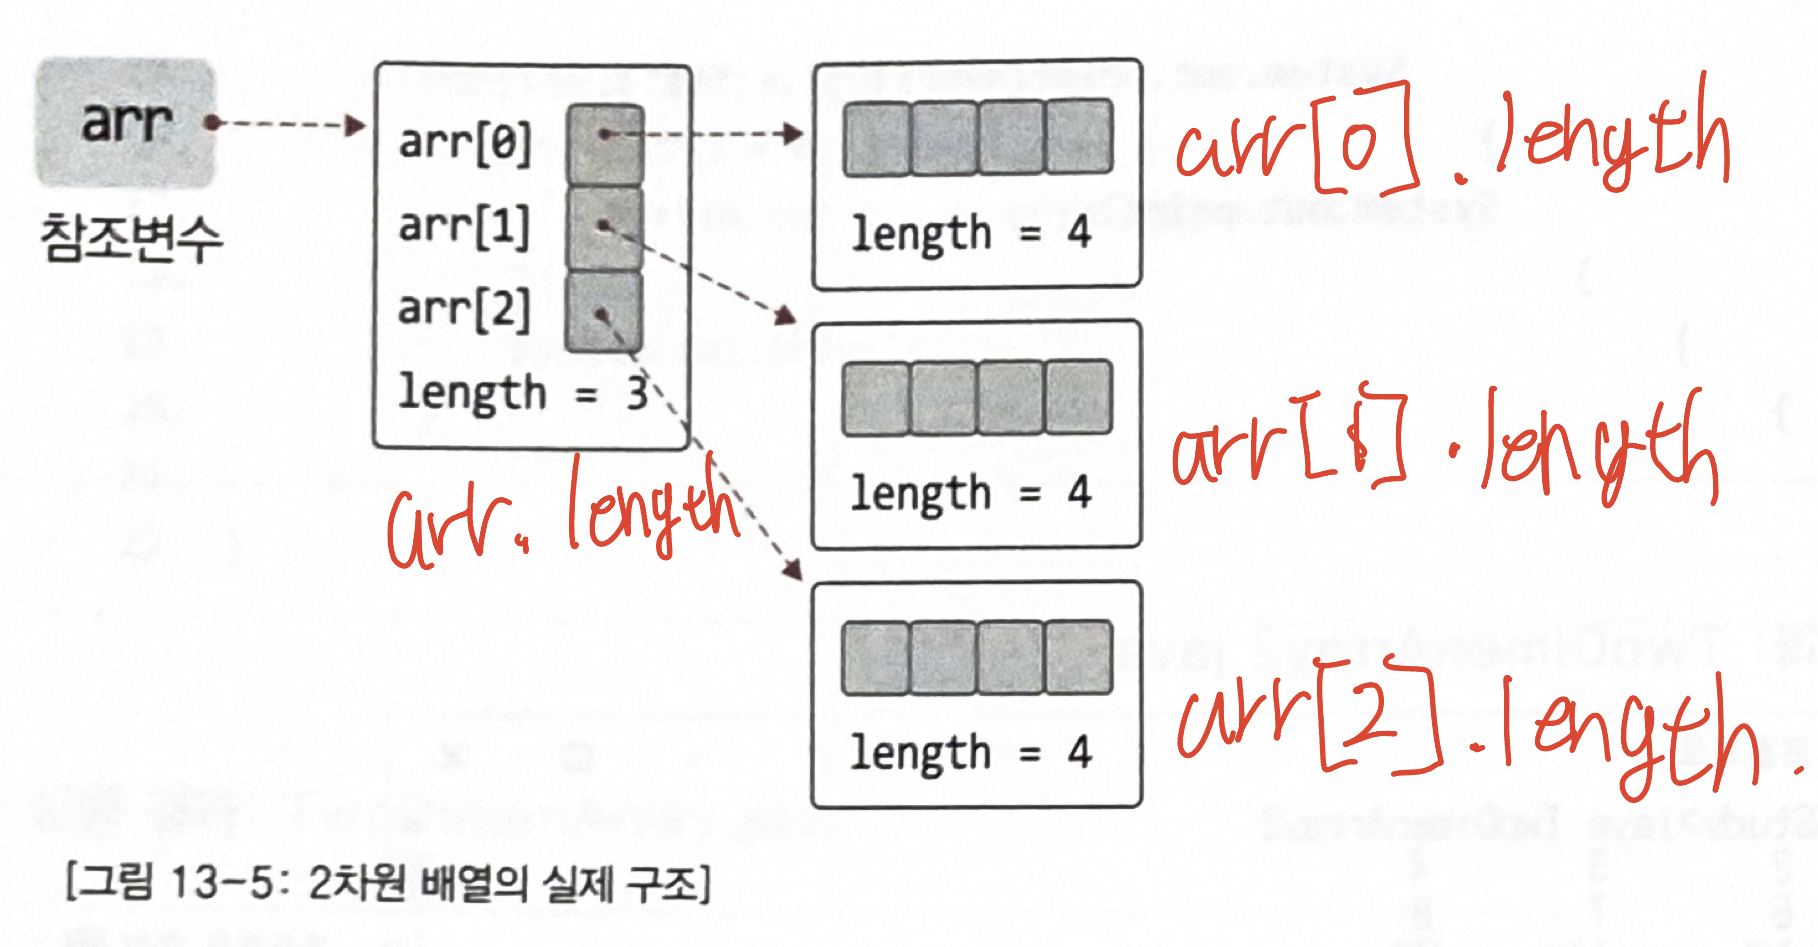 arr
참조변수
arr[0]
arr[1]
arr[2]
length = 3
arr.length
length = 4
arr[0].length
length = 4
arr[1].length
length = 4
arr[2].length.
[그림 13-5: 2차원 배열의 실제 구조]